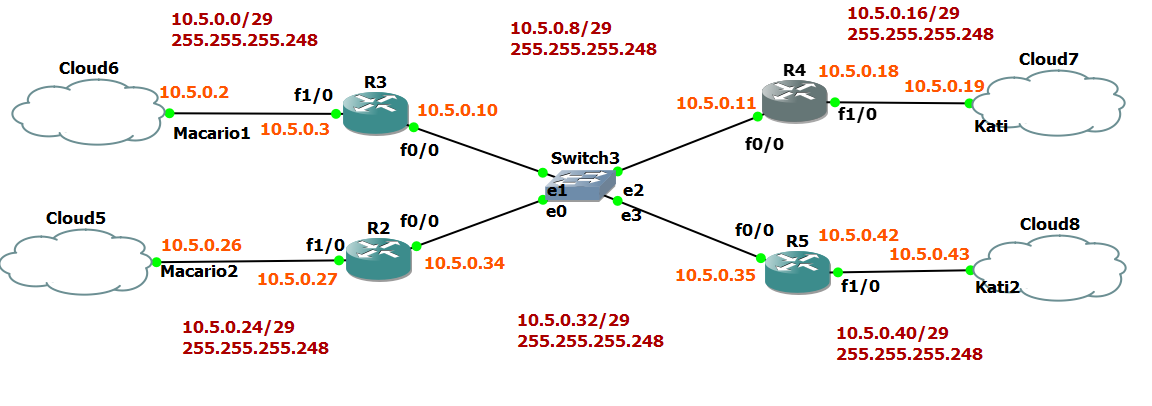 10.5.0.0/29
255.255.255.248
10.5.0.8/29
255.255.255.248
10.5.0.16/29
255.255.255.248
Cloud6
10.5.0.2
Macario1
10.5.0.3
f1/0
R3
10.5.0.10
f0/0
Switch3
e1
e0
e2
e3
R4
10.5.0.11
f0/0
10.5.0.18
f1/0
10.5.0.19
Cloud7
Kati
Cloud5
10.5.0.26
Macario2
10.5.0.27
f1/0
R2
f0/0
10.5.0.34
f0/0
10.5.0.35
R5
10.5.0.42
f1/0
10.5.0.43
Cloud8
Kati2
10.5.0.24/29
255.255.255.248
10.5.0.32/29
255.255.255.248
10.5.0.40/29
255.255.255.248